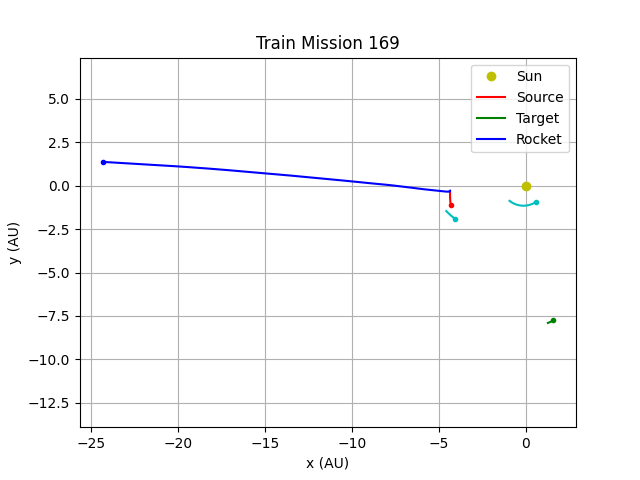 Train Mission 169
Sun
Source
Target
Rocket
5.0
2.5
0.0
−2.5
−5.0
−7.5
−10.0
−12.5
y (AU)
−25 −20 −15 −10 −5 0
x (AU)